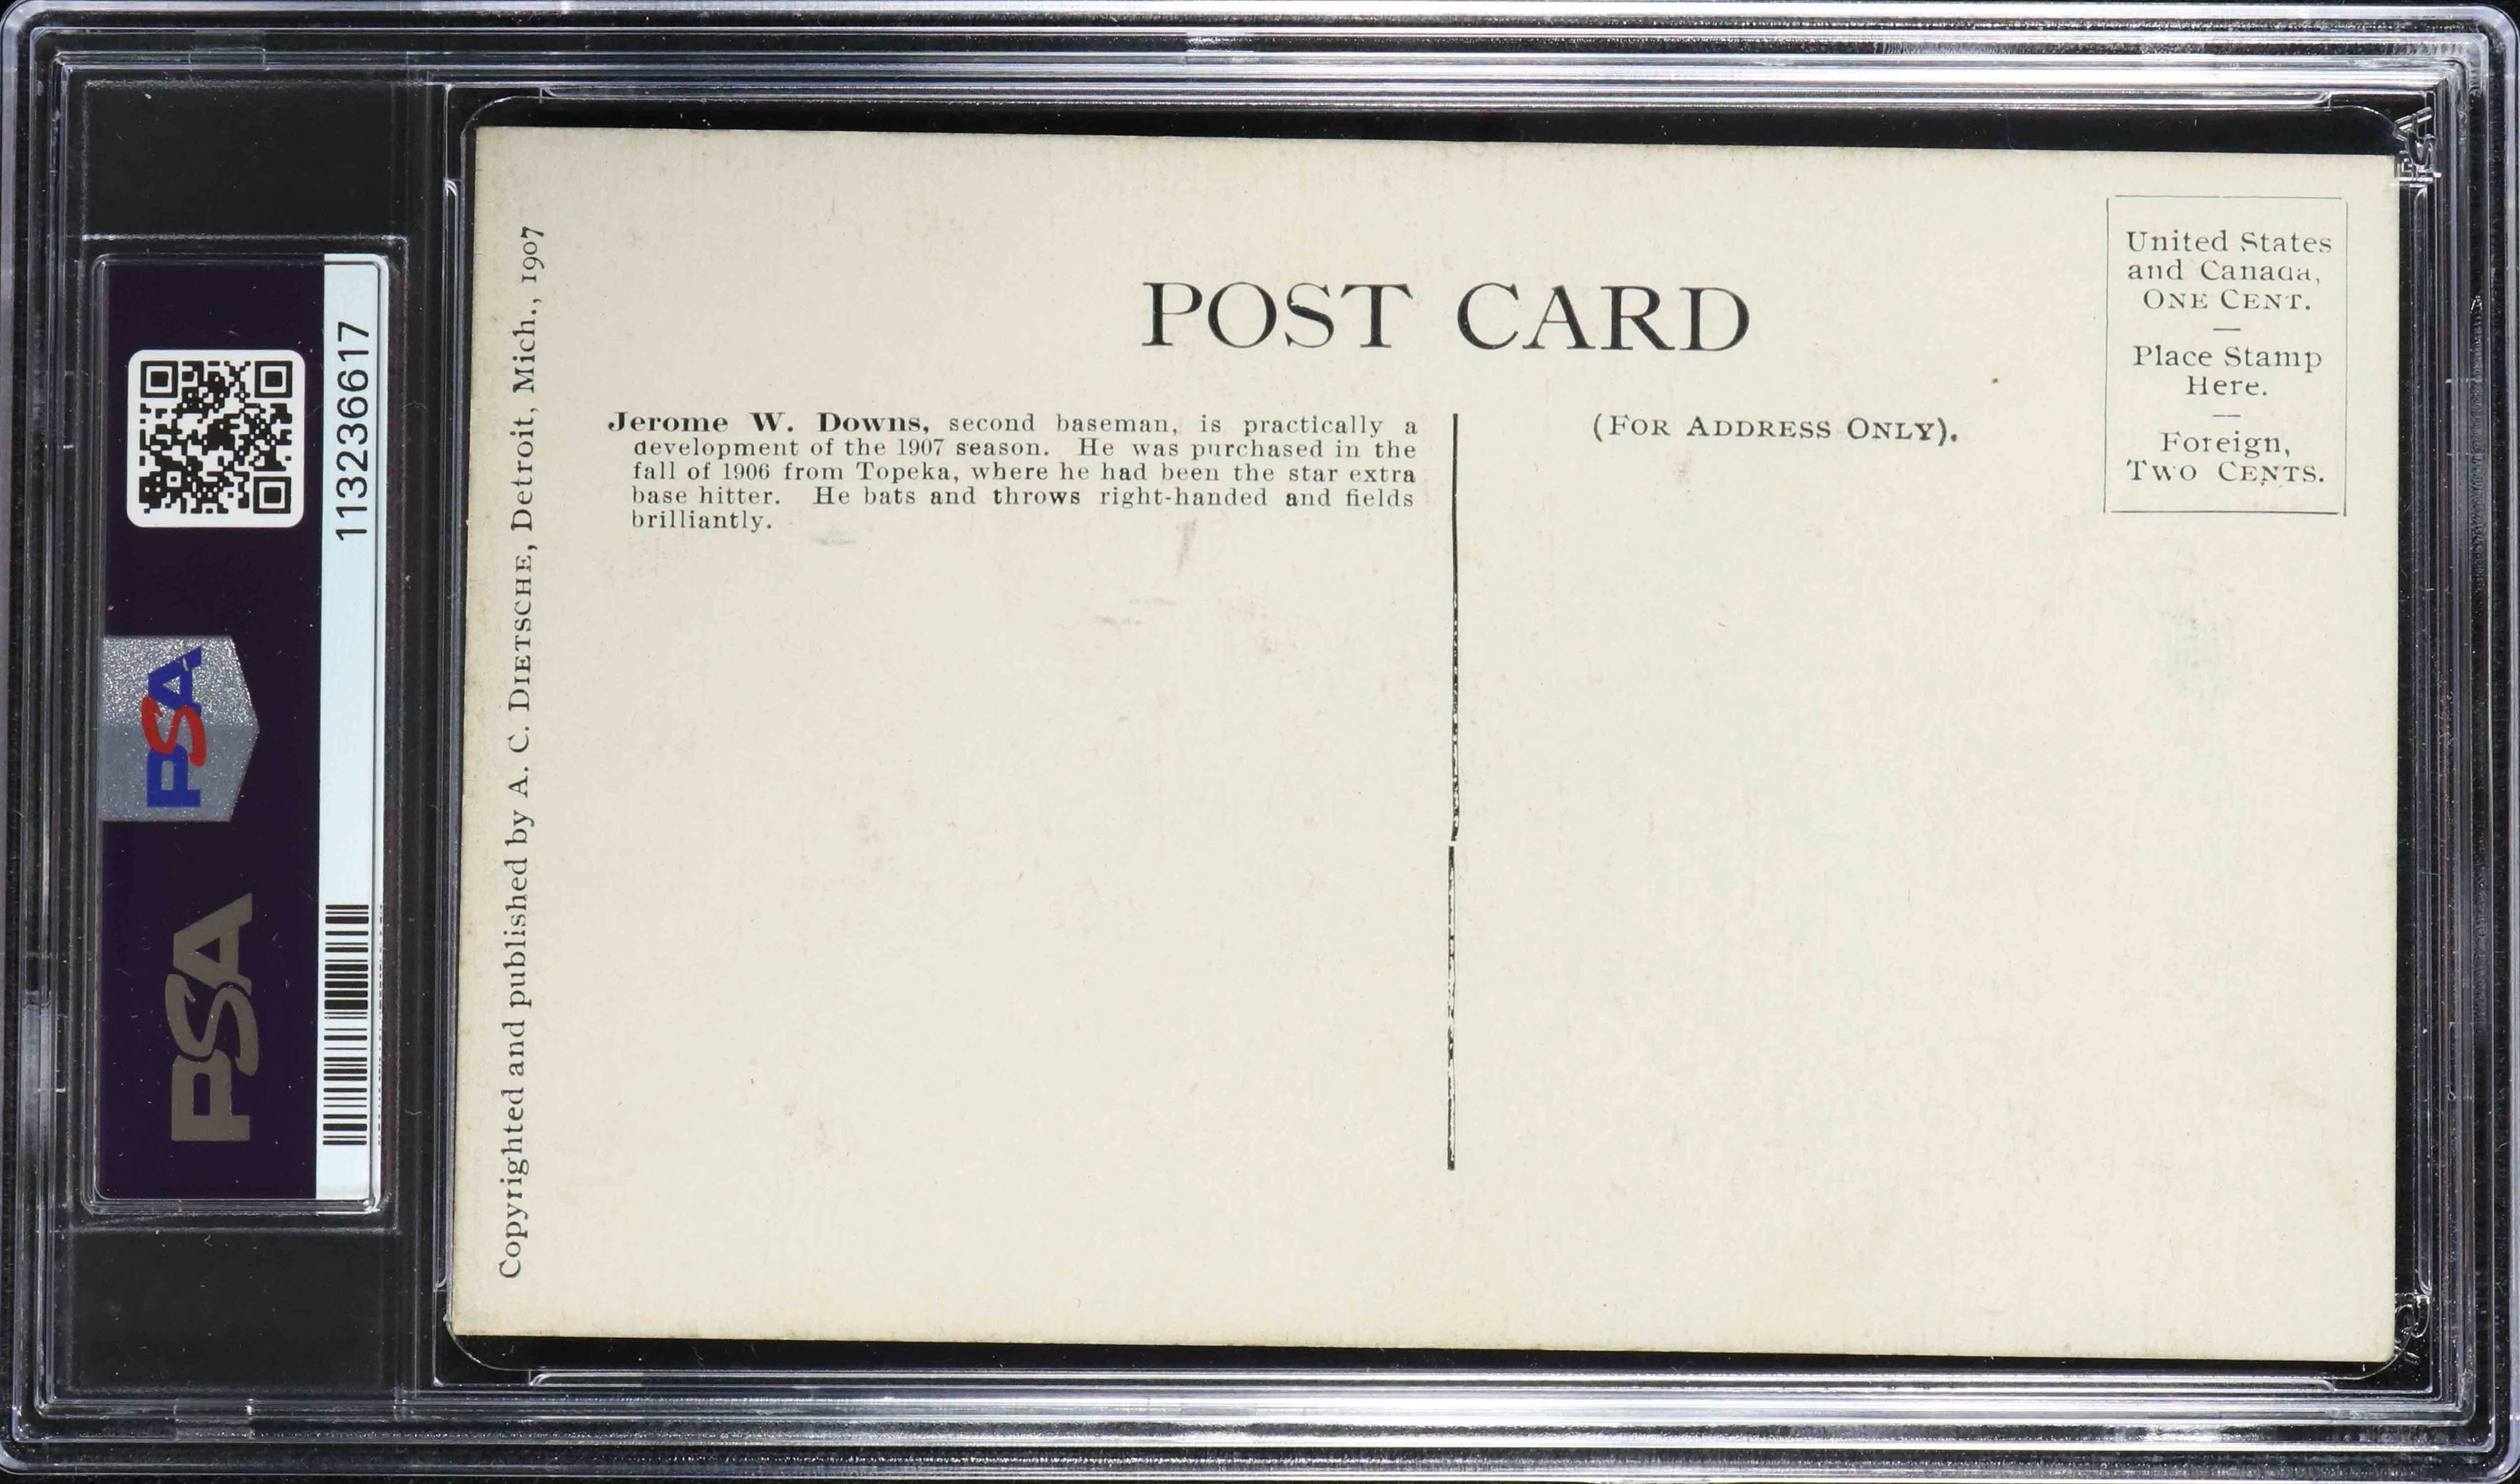 113236617
PSA
PSA
Copyrighted and published by A. C. DIETSCHE, Detroit, Mich., 1907
POST CARD
Jerome W. Downs, second baseman, is practically a
development of the 1907 season. He was purchased in the
fall of 1906 from Topeka, where he had been the star extra
base hitter. He bats and throws right-handed and fields
brilliantly.
(FOR ADDRESS ONLY).
United States
and Canada,
ONE CENT.
Place Stamp
Here.
Foreign,
TWO CENTS.
PSA